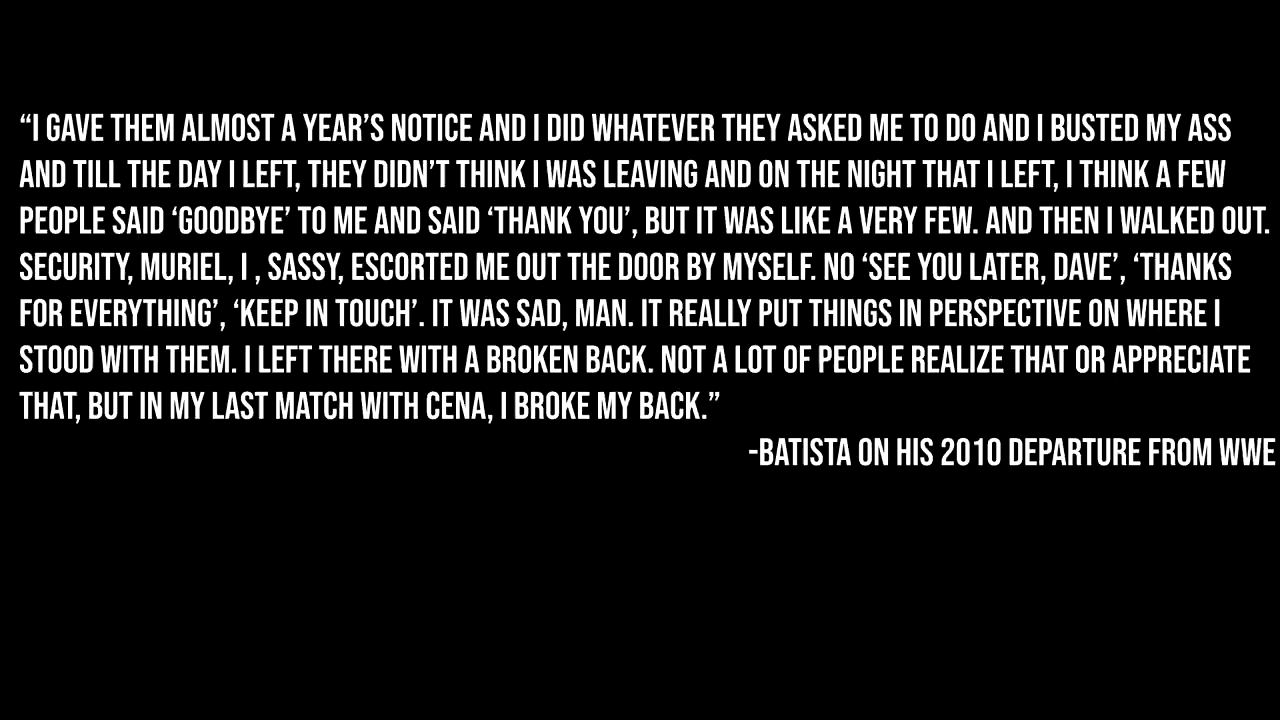 “I GAVE THEM ALMOST A YEAR’S NOTICE AND I DID WHATEVER THEY ASKED ME TO DO AND I BUSTED MY ASS
AND TILL THE DAY I LEFT, THEY DIDN’T THINK I WAS LEAVING AND ON THE NIGHT THAT I LEFT, I THINK A FEW
PEOPLE SAID ‘GOODBYE’ TO ME AND SAID ‘THANK YOU’, BUT IT WAS LIKE A VERY FEW. AND THEN I WALKED OUT.
SECURITY, MURIEL, I , SASSY, ESCORTED ME OUT THE DOOR BY MYSELF. NO ‘SEE YOU LATER, DAVE’, ‘THANKS
FOR EVERYTHING’, ‘KEEP IN TOUCH’. IT WAS SAD, MAN. IT REALLY PUT THINGS IN PERSPECTIVE ON WHERE I
STOOD WITH THEM. I LEFT THERE WITH A BROKEN BACK. NOT A LOT OF PEOPLE REALIZE THAT OR APPRECIATE
THAT, BUT IN MY LAST MATCH WITH CENA, I BROKE MY BACK.”
-BATISTA ON HIS 2010 DEPARTURE FROM WWE